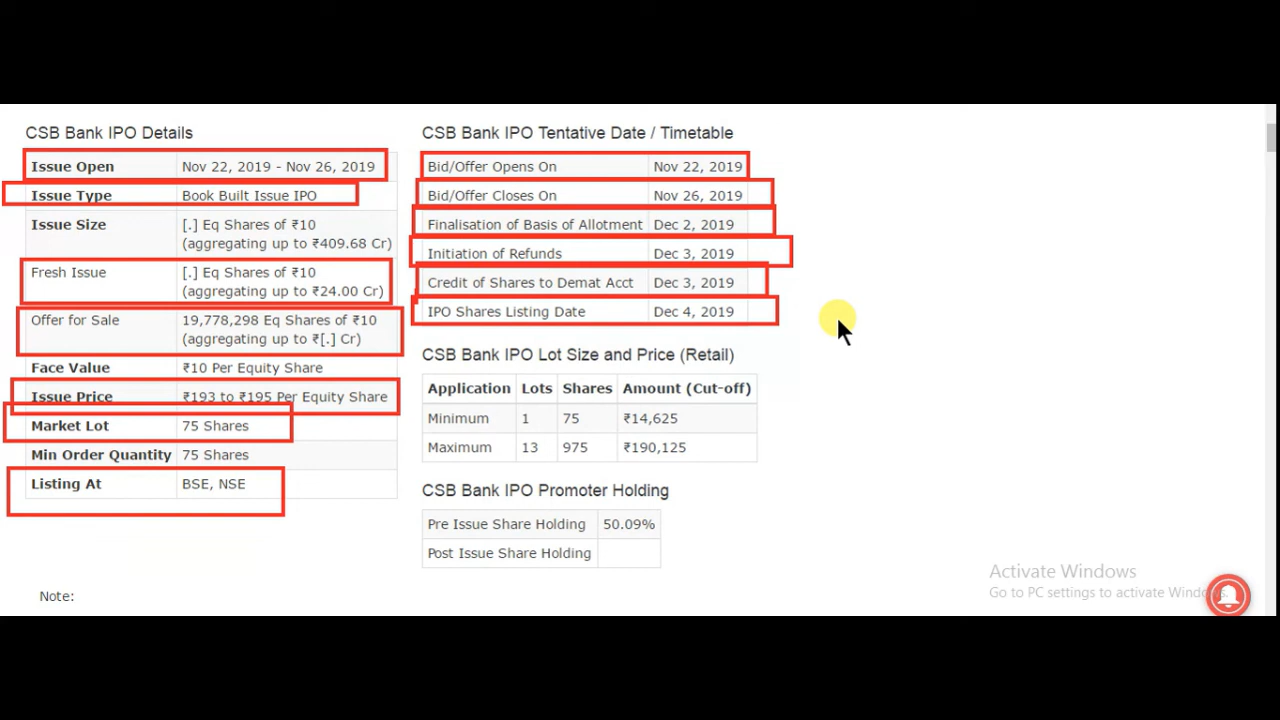 CSB Bank IPO Details
Issue Open Nov 22, 2019 - Nov 26, 2019
Issue Type Book Built Issue IPO
Issue Size [.] Eq Shares of ₹10
(aggregating up to ₹409.68 Cr)
Fresh Issue [.] Eq Shares of ₹10
(aggregating up to ₹24.00 Cr)
Offer for Sale 19,778,298 Eq Shares of ₹10
(aggregating up to ₹[.] Cr)
Face Value ₹10 Per Equity Share
Issue Price ₹193 to ₹195 Per Equity Share
Market Lot 75 Shares
Min Order Quantity 75 Shares
Listing At BSE, NSE
CSB Bank IPO Tentative Date / Timetable
Bid/Offer Opens On Nov 22, 2019
Bid/Offer Closes On Nov 26, 2019
Finalisation of Basis of Allotment Dec 2, 2019
Initiation of Refunds Dec 3, 2019
Credit of Shares to Demat Acct Dec 3, 2019
IPO Shares Listing Date Dec 4, 2019
CSB Bank IPO Lot Size and Price (Retail)
Application Lots Shares Amount (Cut-off)
Minimum 1 75 ₹14,625
Maximum 13 975 ₹190,125
CSB Bank IPO Promoter Holding
Pre Issue Share Holding 50.09%
Post Issue Share Holding
Note:
Activate Windows
Go to PC settings to activate Windows.